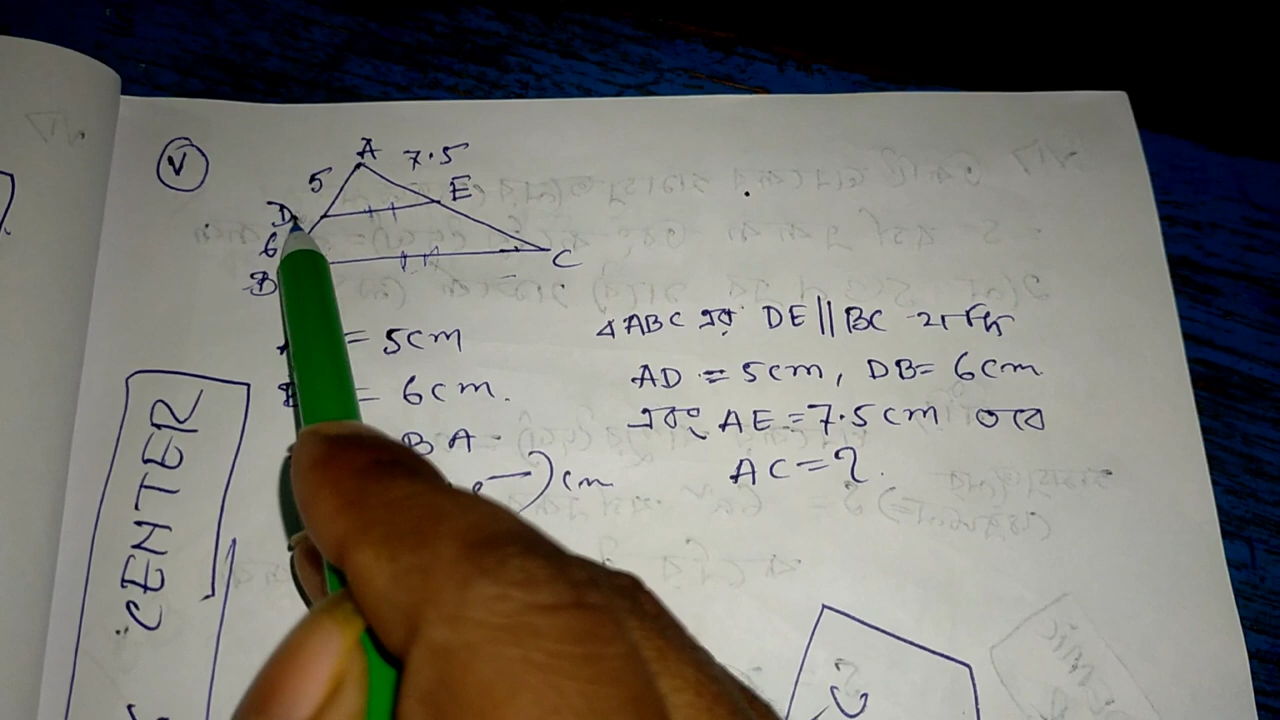 V
A 7.5
5
E
D
6
B
C
= 5cm
= 6cm.
BA
cm
△ABC এর DE || BC
AD = 5cm, DB= 6cm
এবং AE = 7.5cm তবে
AC = ?
CENTER